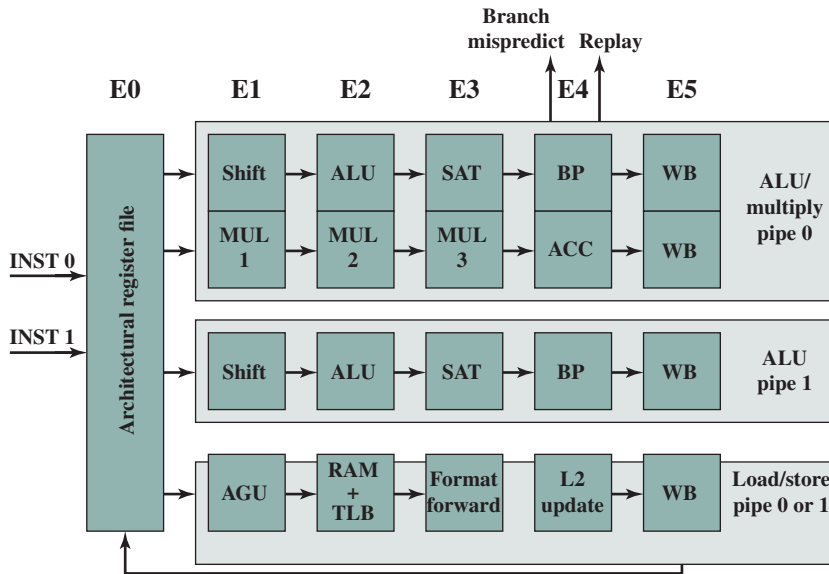 Branch
mispredict
Replay
E0
E1
E2
E3
E4
E5
INST 0
INST 1
Architectural register file
Shift
ALU
SAT
BP
WB
MUL
1
MUL
2
MUL
3
ACC
WB
ALU/
multiply
pipe 0
Shift
ALU
SAT
BP
WB
ALU
pipe 1
AGU
RAM
+
TLB
Format
forward
L2
update
WB
Load/store
pipe 0 or 1